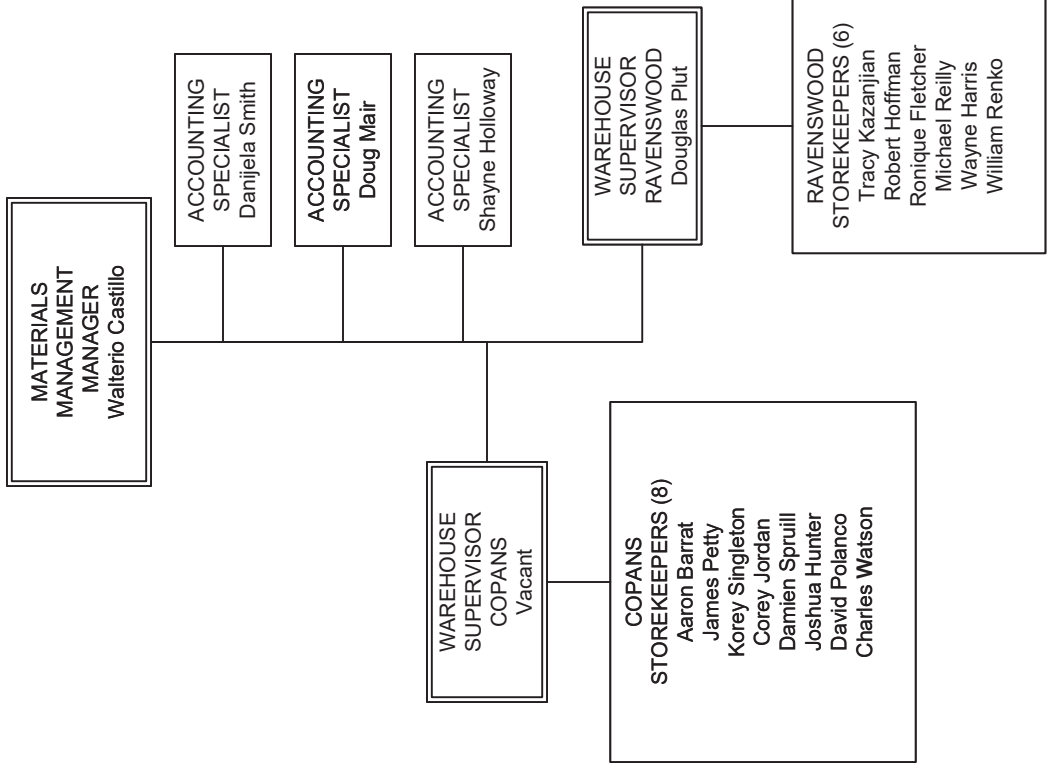 MATERIALS
MANAGEMENT
MANAGER
Walterio Castillo
ACCOUNTING
SPECIALIST
Danijela Smith
ACCOUNTING
SPECIALIST
Doug Mair
ACCOUNTING
SPECIALIST
Shayne Holloway
WAREHOUSE
SUPERVISOR
COPANS
Vacant
WAREHOUSE
SUPERVISOR
RAVENSWOOD
Douglas Plut
COPANS
STOREKEEPERS (8)
Aaron Barrat
James Petty
Korey Singleton
Corey Jordan
Damien Spruill
Joshua Hunter
David Polanco
Charles Watson
RAVENSWOOD
STOREKEEPERS (6)
Tracy Kazanjian
Robert Hoffman
Ronique Fletcher
Michael Reilly
Wayne Harris
William Renko